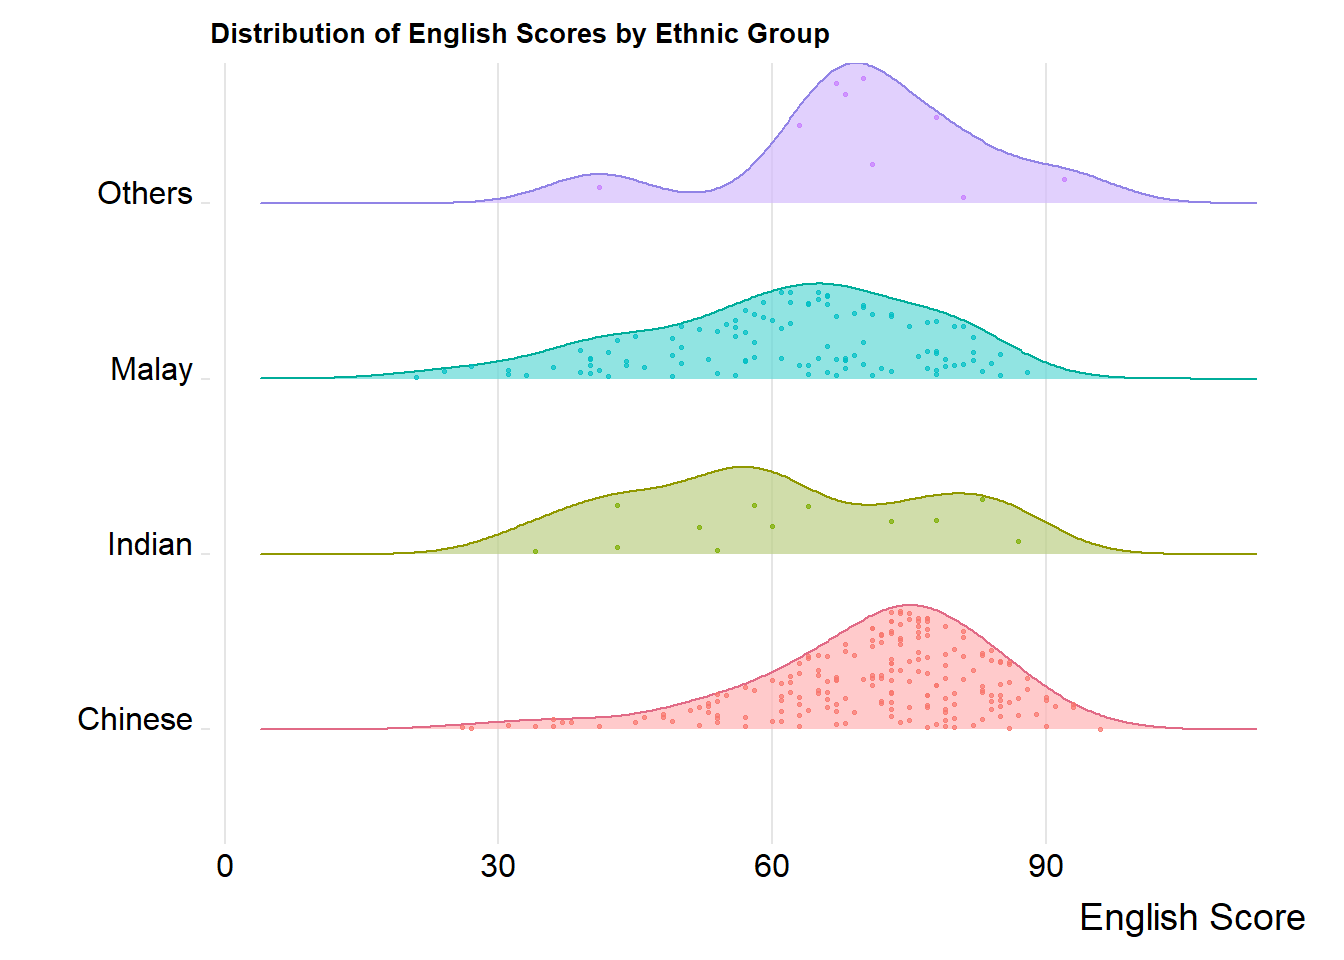 Distribution of English Scores by Ethnic Group
Others
Malay
Indian
Chinese
0 30 60 90
English Score